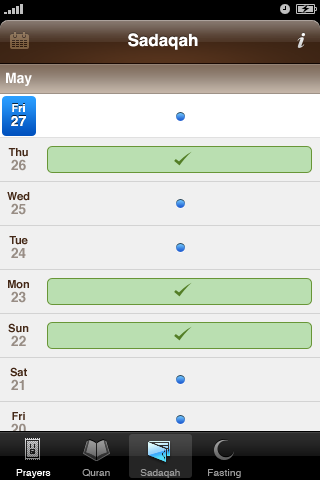 Sadaqah
i
May
Fri
27
Thu
26
Wed
25
Tue
24
Mon
23
Sun
22
Sat
21
Fri
20
Prayers
Quran
Sadaqah
Fasting